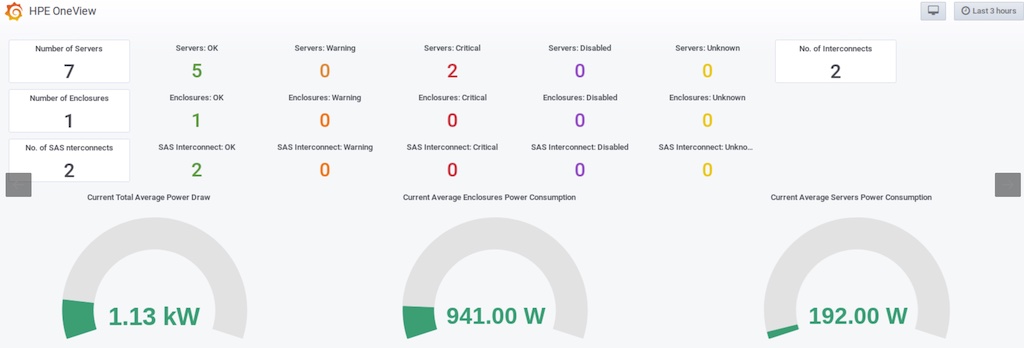 HPE OneView
Last 3 hours
Number of Servers
7
Servers: OK
5
Servers: Warning
0
Servers: Critical
2
Servers: Disabled
0
Servers: Unknown
0
No. of Interconnects
2
Number of Enclosures
1
Enclosures: OK
1
Enclosures: Warning
0
Enclosures: Critical
0
Enclosures: Disabled
0
Enclosures: Unknown
0
No. of SAS Nterconnects
2
SAS Interconnect: OK
2
SAS Interconnect: Warning
0
SAS Interconnect: Critical
0
SAS Interconnect: Disabled
0
SAS Interconnect: Unkno...
0
Current Total Average Power Draw
1.13 kW
Current Average Enclosures Power Consumption
941.00 W
Current Average Servers Power Consumption
192.00 W